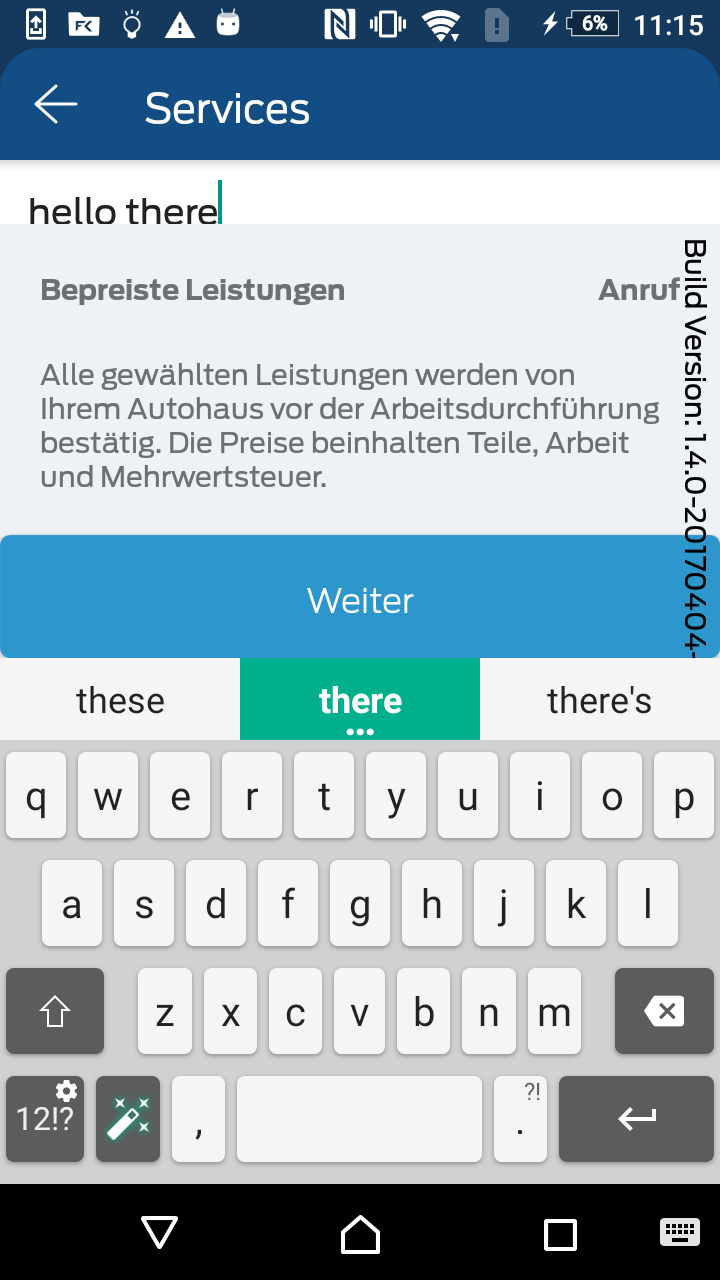 FK 6% 11:15
Services
hello there
Bepreiste Leistungen Anruf
Alle gewählten Leistungen werden von
Ihrem Autohaus vor der Arbeitsdurchführung
bestätig. Die Preise beinhalten Teile, Arbeit
und Mehrwertsteuer.
Build Version: 1.4.0-20170404-
Weiter
these there there's
q w e r t y u i o p
a s d f g h j k l
z x c v b n m
12!? , . ?!